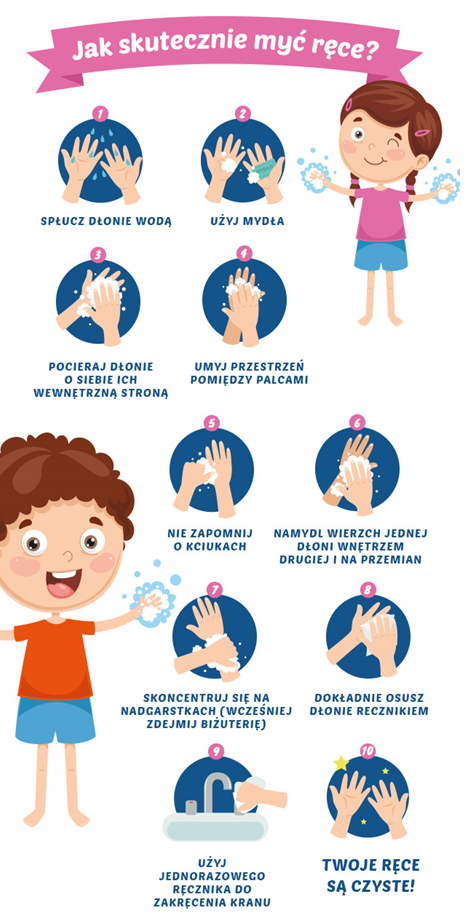 Jak skutecznie myć ręce?
1
SPŁUCZ DŁONIE WODĄ
2
UŻYJ MYDŁA
3
POCIERAJ DŁONIE
O SIEBIE ICH
WEWNĘTRZNĄ STRONĄ
4
UMYJ PRZESTRZEŃ
POMIĘDZY PALCAMI
5
NIE ZAPOMNIJ
O KCIUKACH
6
NAMYDL WIERZCH JEDNEJ
DŁONI WNĘTRZEM
DRUGIEJ I NA PRZEMIAN
7
SKONCENTRUJ SIĘ NA
NADGARSTKACH (WCZEŚNIEJ
ZDEJMIJ BIŻUTERIĘ)
8
DOKŁADNIE OSUSZ
DŁONIE RECZNIKIEM
9
UŻYJ
JEDNORAZOWEGO
RĘCZNIKA DO
ZAKRĘCENIA KRANU
10
TWOJE RĘCE
SĄ CZYSTE!